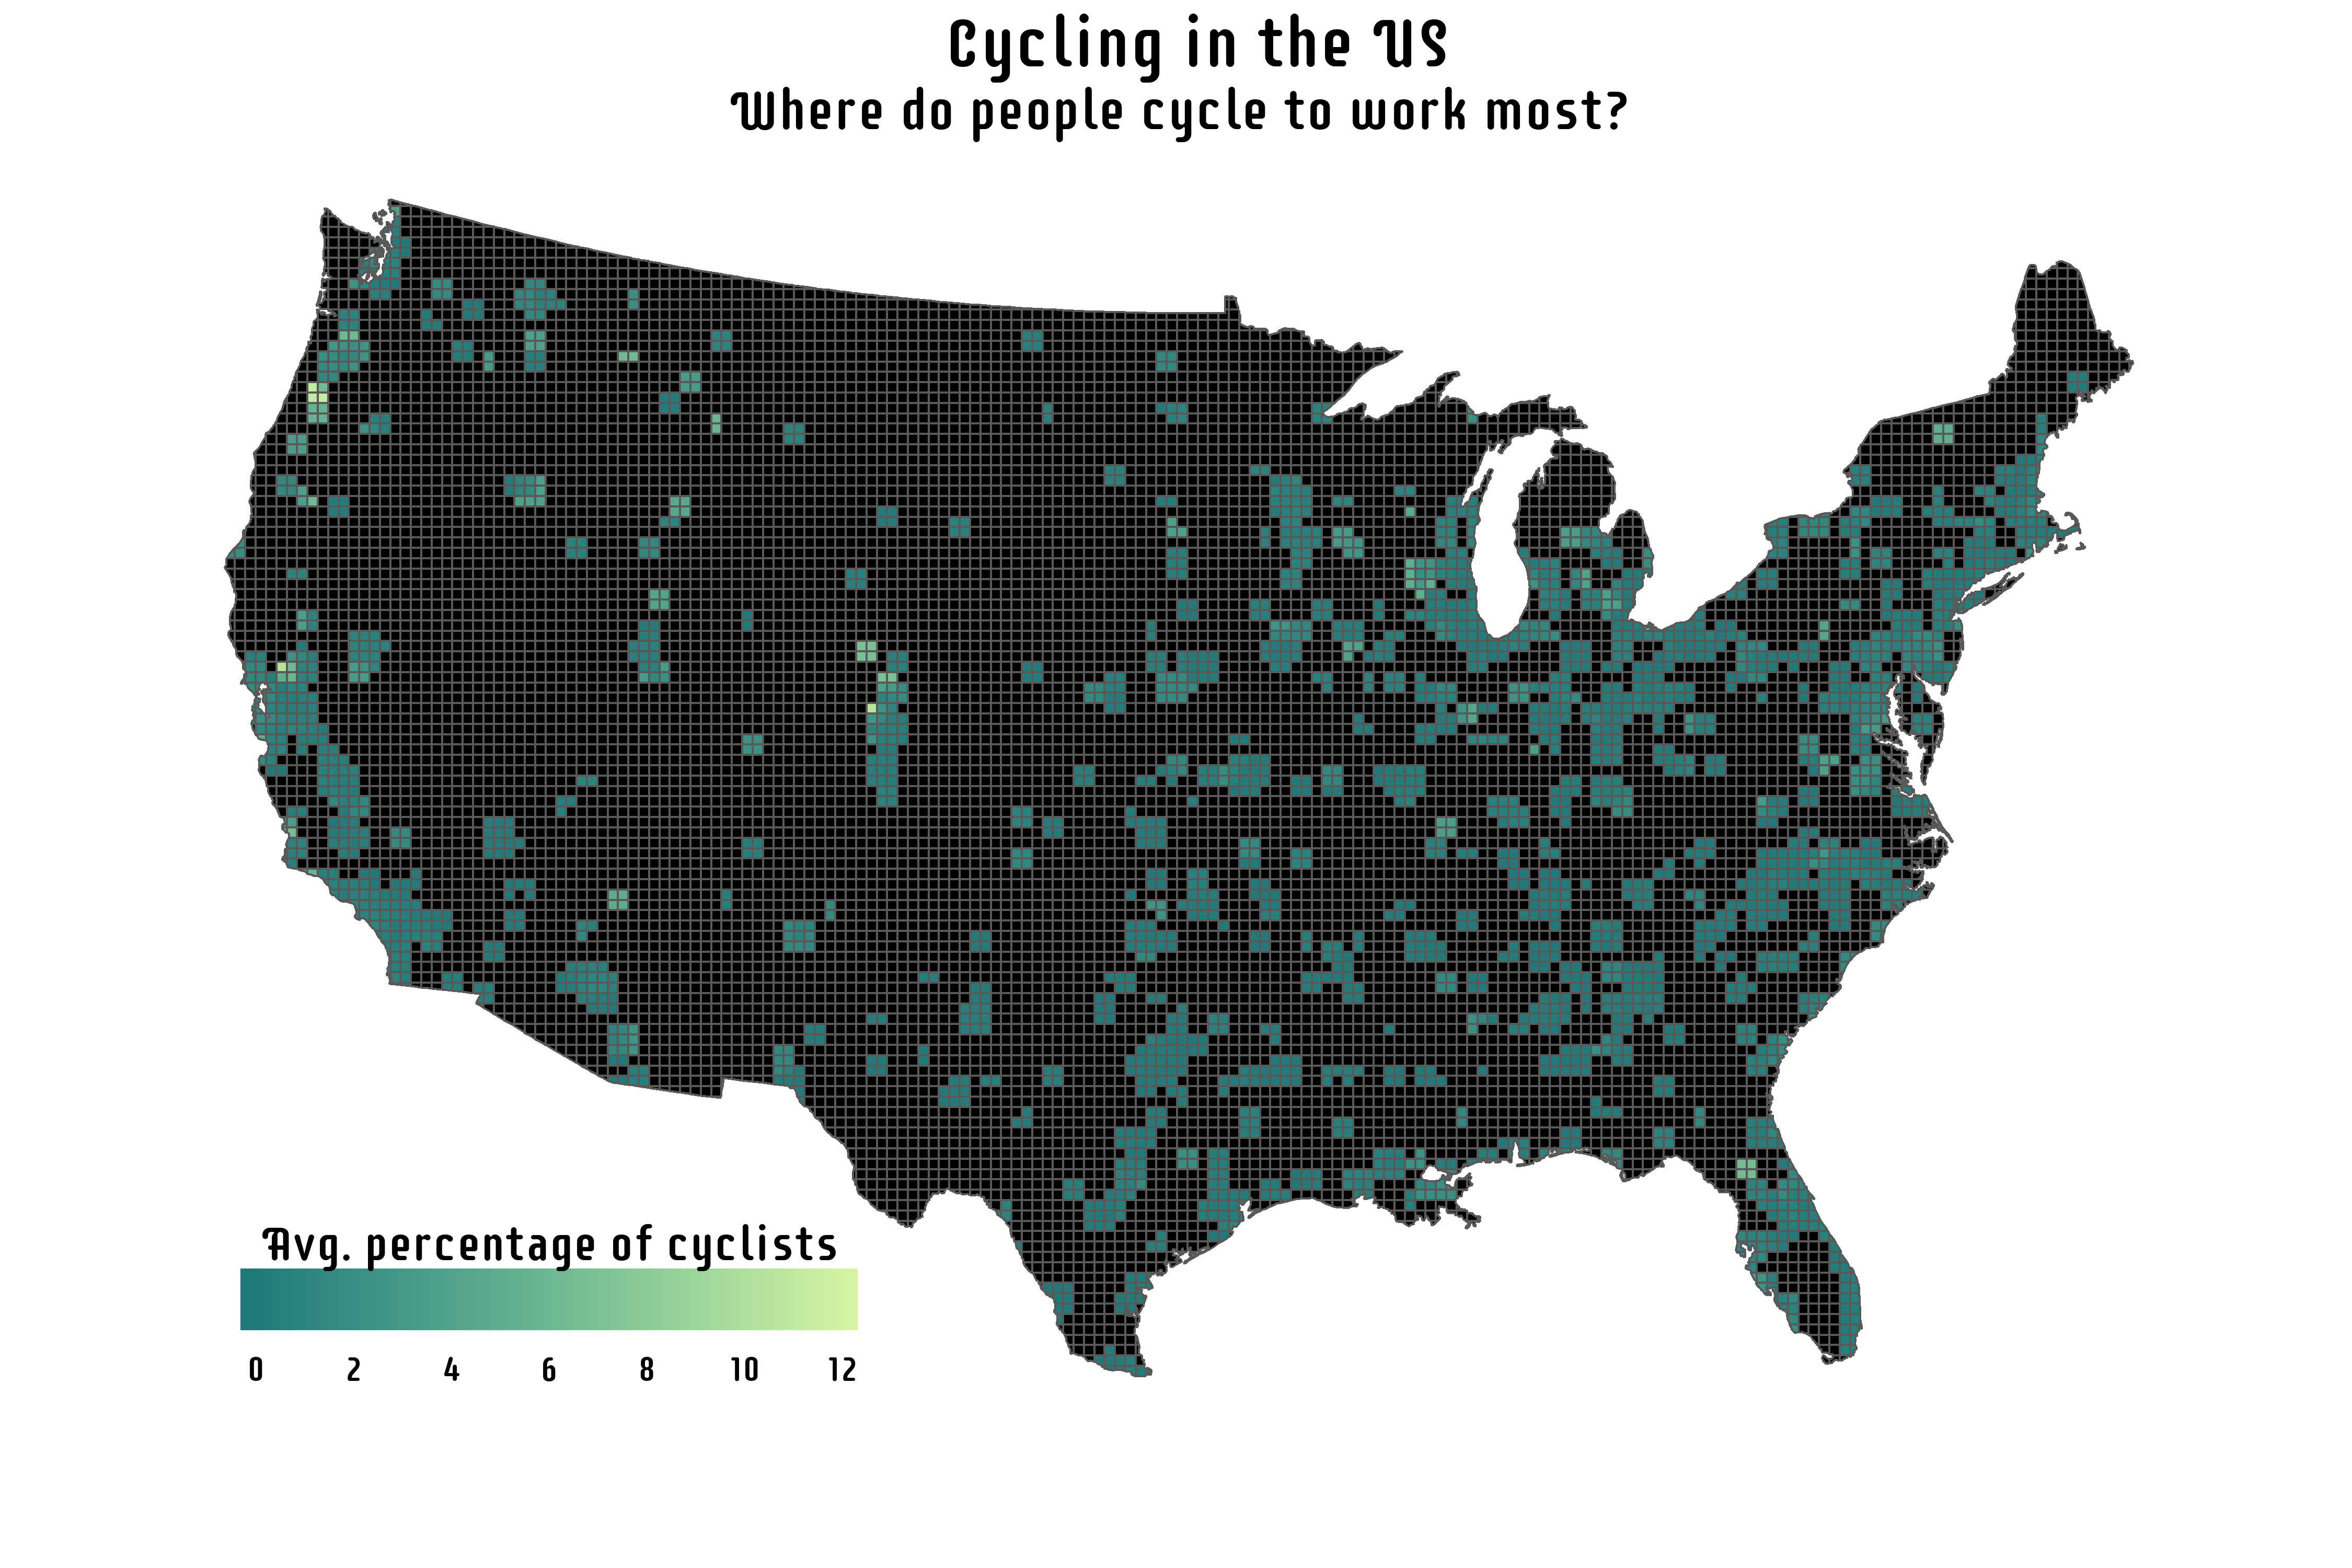 Cycling in the US
Where do people cycle to work most?
Avg. percentage of cyclists
0 2 4 6 8 10 12